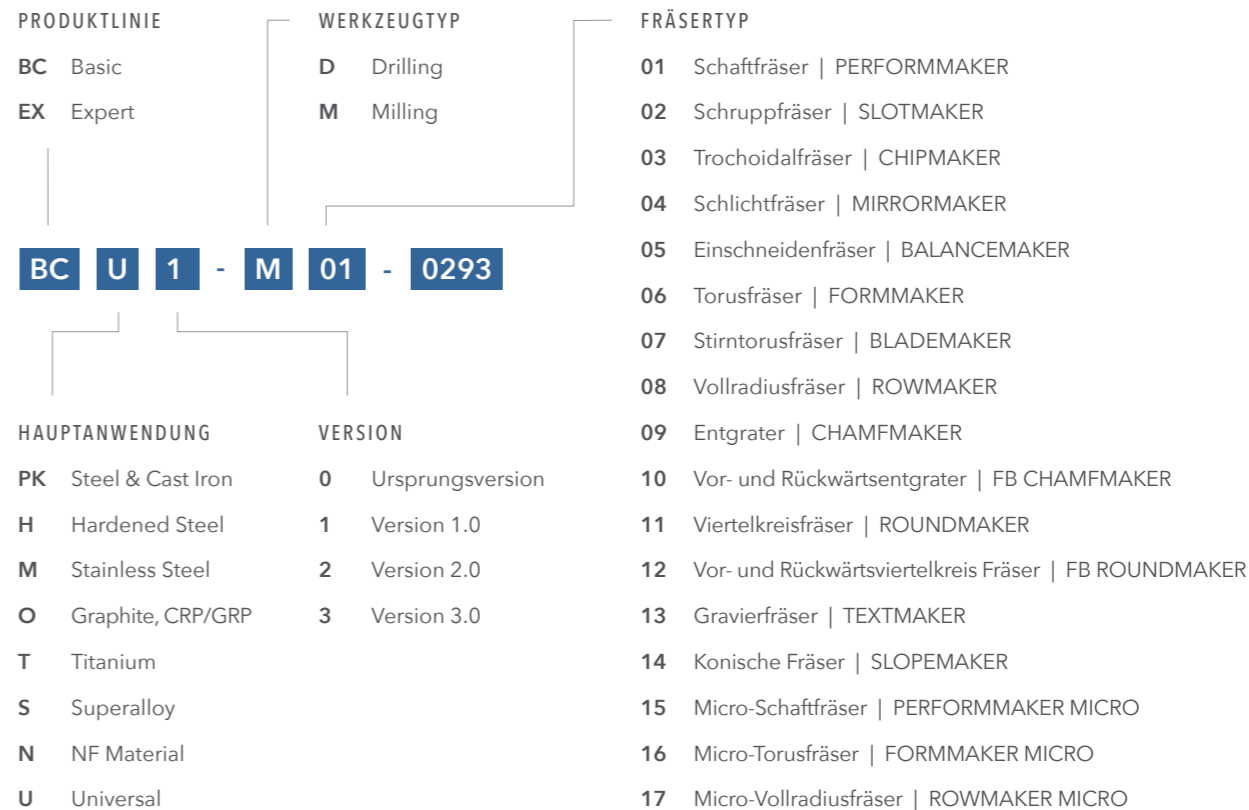 PRODUKTLINIE
BC Basic
EX Expert
WERKZEUGTYP
D Drilling
M Milling
FRÄSERTYP
01 Schaftfräser | PERFORMMAKER
02 Schruppfräser | SLOTMAKER
03 Trochoidalfräser | CHIPMAKER
04 Schlichtfräser | MIRRORMAKER
05 Einschneidenfräser | BALANCEMAKER
06 Torusfräser | FORMMAKER
07 Stirntorusfräser | BLADEMAKER
08 Vollradiusfräser | ROWMAKER
09 Entgrater | CHAMFMAKER
10 Vor- und Rückwärtsentgrater | FB CHAMFMAKER
11 Viertelkreisfräser | ROUNDMAKER
12 Vor- und Rückwärtsviertelkreis Fräser | FB ROUNDMAKER
13 Gravierfräser | TEXTMAKER
14 Konische Fräser | SLOPEMAKER
15 Micro-Schaftfräser | PERFORMMAKER MICRO
16 Micro-Torusfräser | FORMMAKER MICRO
17 Micro-Vollradiusfräser | ROWMAKER MICRO
BC U 1 - M 01 - 0293
HAUPTANWENDUNG
PK Steel & Cast Iron
H Hardened Steel
M Stainless Steel
O Graphite, CRP/GRP
T Titanium
S Superalloy
N NF Material
U Universal
VERSION
0 Ursprungsversion
1 Version 1.0
2 Version 2.0
3 Version 3.0